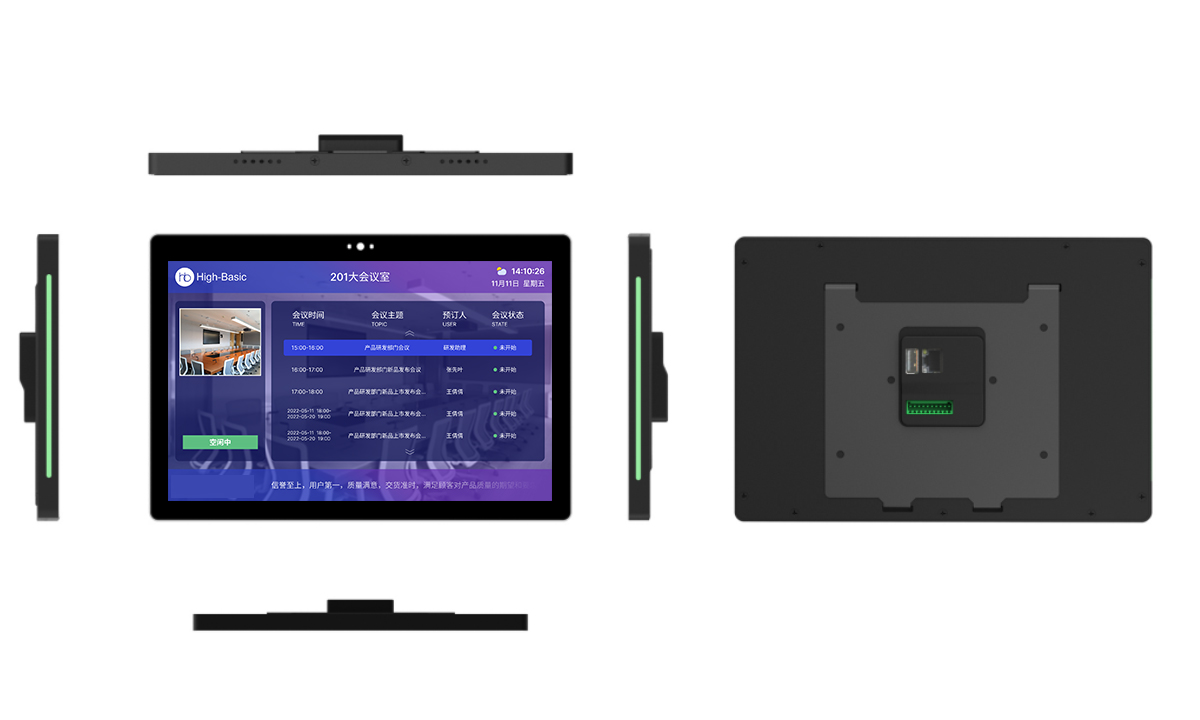 High-Basic
201大会议室
14:10:26
11月11日 星期五
会议时间 会议主题 预订人 会议状态
TIME TOPIC USER STATE
15:00-16:00 产品研发部门会议 研发助理 未开始
16:00-17:00 产品研发部门新品发布会议 张先叶 未开始
17:00-18:00 产品研发部门新品上市发布会... 王倩倩 未开始
2022-05-11 18:00-
2022-05-20 19:00 产品研发部门新品上市发布会... 王倩倩 未开始
2022-05-11 18:00-
2022-05-20 19:00 产品研发部门新品上市发布会... 王倩倩 未开始
空闲中
信誉至上，用户第一，质量满意，交货准时，满足顾客对产品质量的期望和